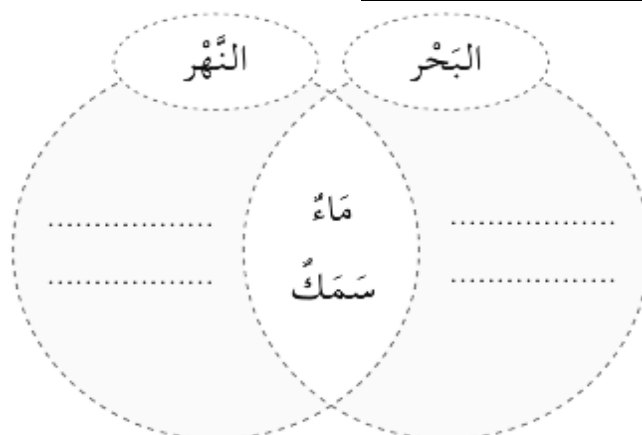 البَحْر
النَّهْر
مَاءٌ
سَمَكٌ